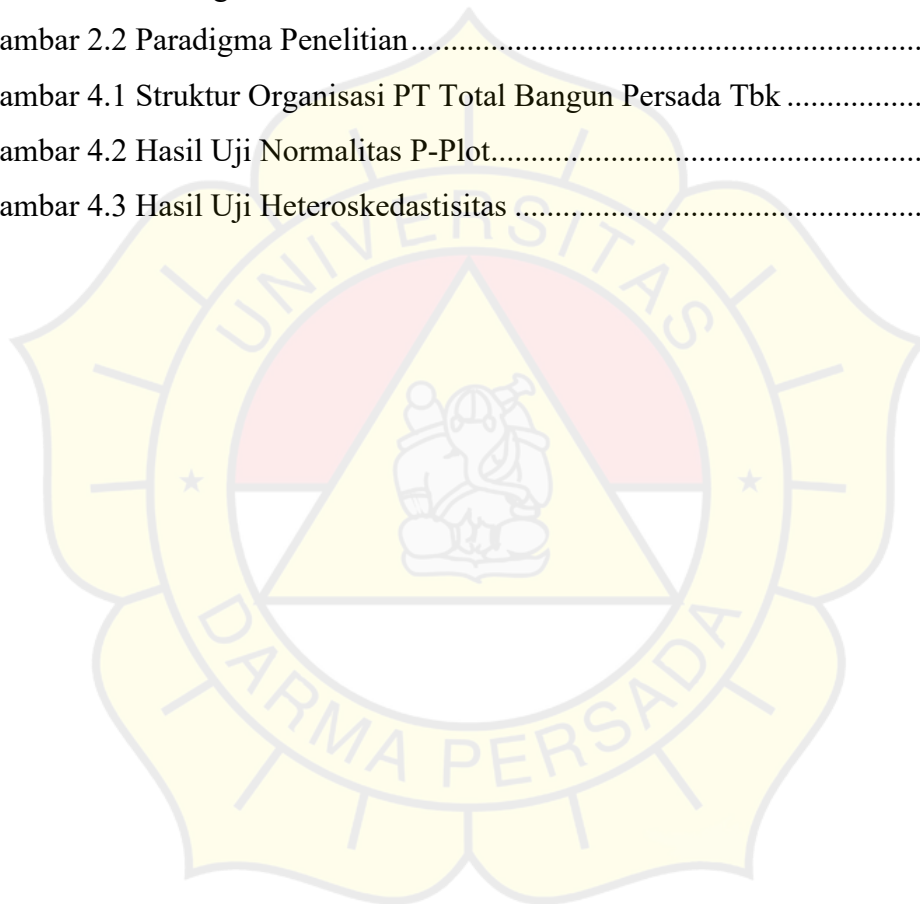 ambar 2.2 Paradigma Penelitian........................................................................
ambar 4.1 Struktur Organisasi PT Total Bangun Persada Tbk .................
ambar 4.2 Hasil Uji Normalitas P-Plot.......................................................
ambar 4.3 Hasil Uji Heteroskedastisitas ....................................................
UNIVERSITAS
DARMA PERSADA